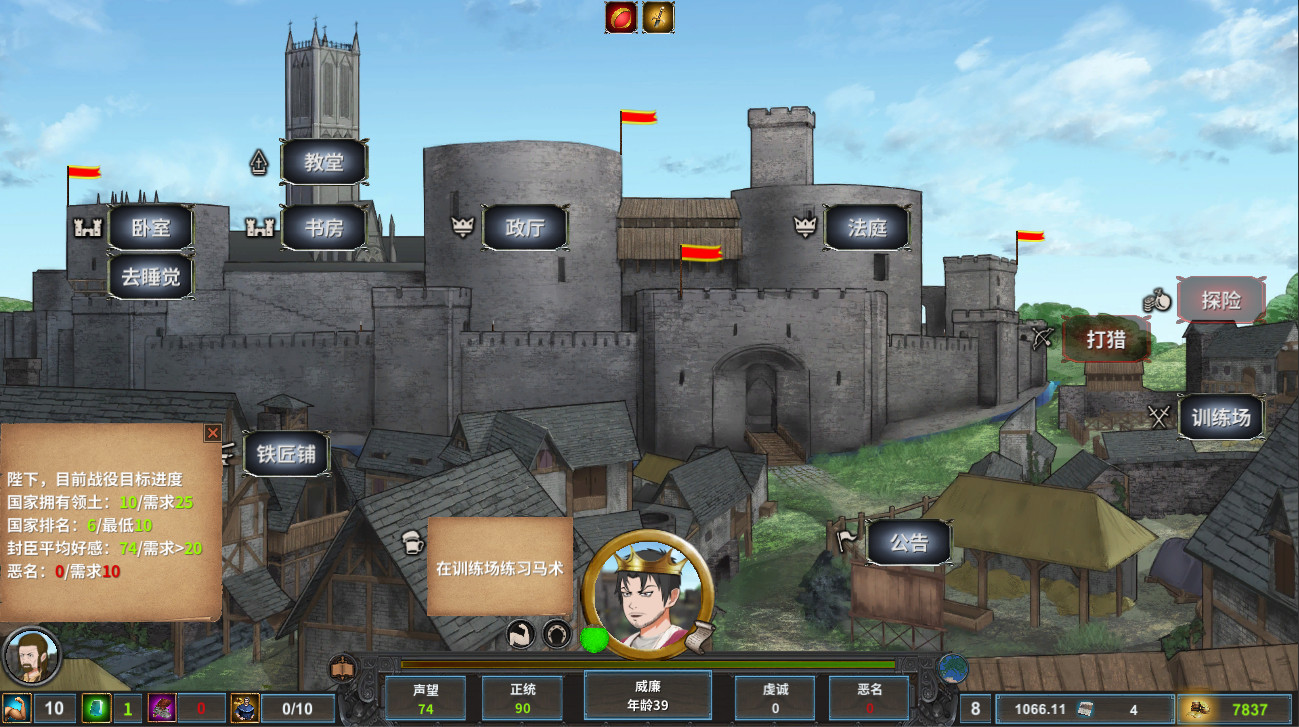 教堂
卧室
书房
政厅
法庭
去睡觉
探险
打猎
训练场
铁匠铺
陛下，目前战役目标进度
国家拥有领土：10/需求25
国家排名：6/最低10
封臣平均好感：74/需求>20
恶名：0/需求10
公告
在训练场练习马术
声望
74
正统
90
威廉
年龄39
虔诚
0
恶名
0
10
1
0
0/10
8
1066.11
4
7837